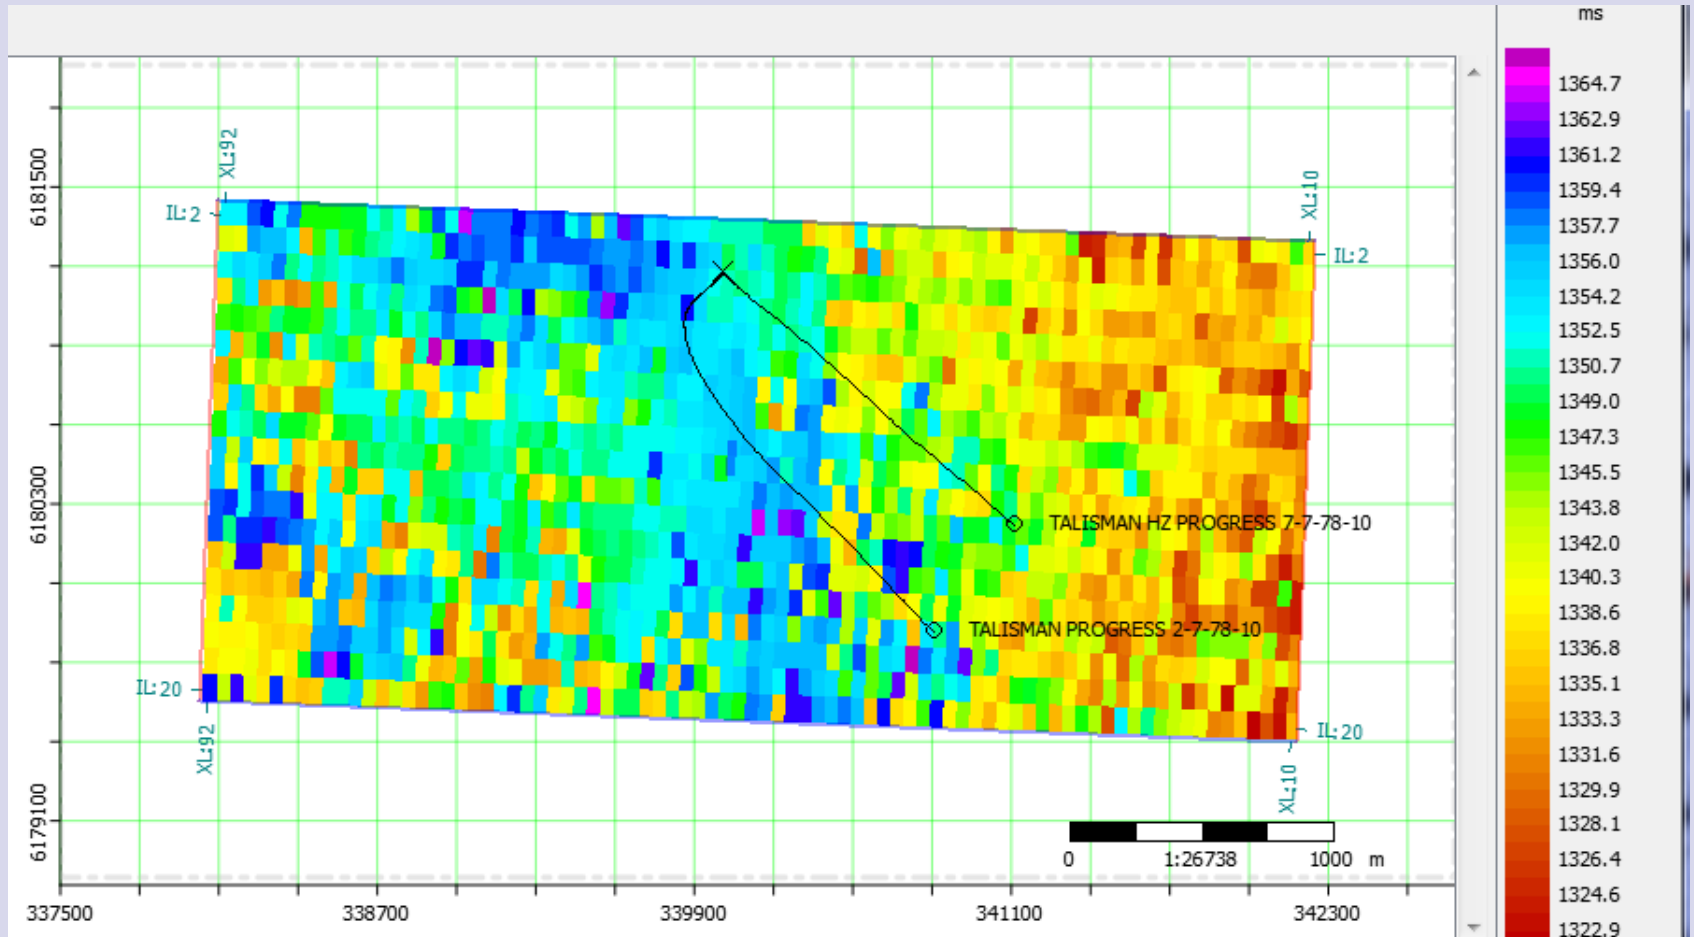 ms
1364.7
1362.9
1361.2
1359.4
1357.7
1356.0
1354.2
1352.5
1350.7
1349.0
1347.3
1345.5
1343.8
1342.0
1340.3
1338.6
1336.8
1335.1
1333.3
1331.6
1329.9
1328.1
1326.4
1324.6
1322.9
6181500
6180300
6179100
XL:92
XL:10
IL:2
IL:2
TALISMAN HZ PROGRESS 7-7-78-10
TALISMAN PROGRESS 2-7-78-10
IL:20
IL:20
XL:92
XL:10
0 1:26738 1000 m
337500 338700 339900 341100 342300